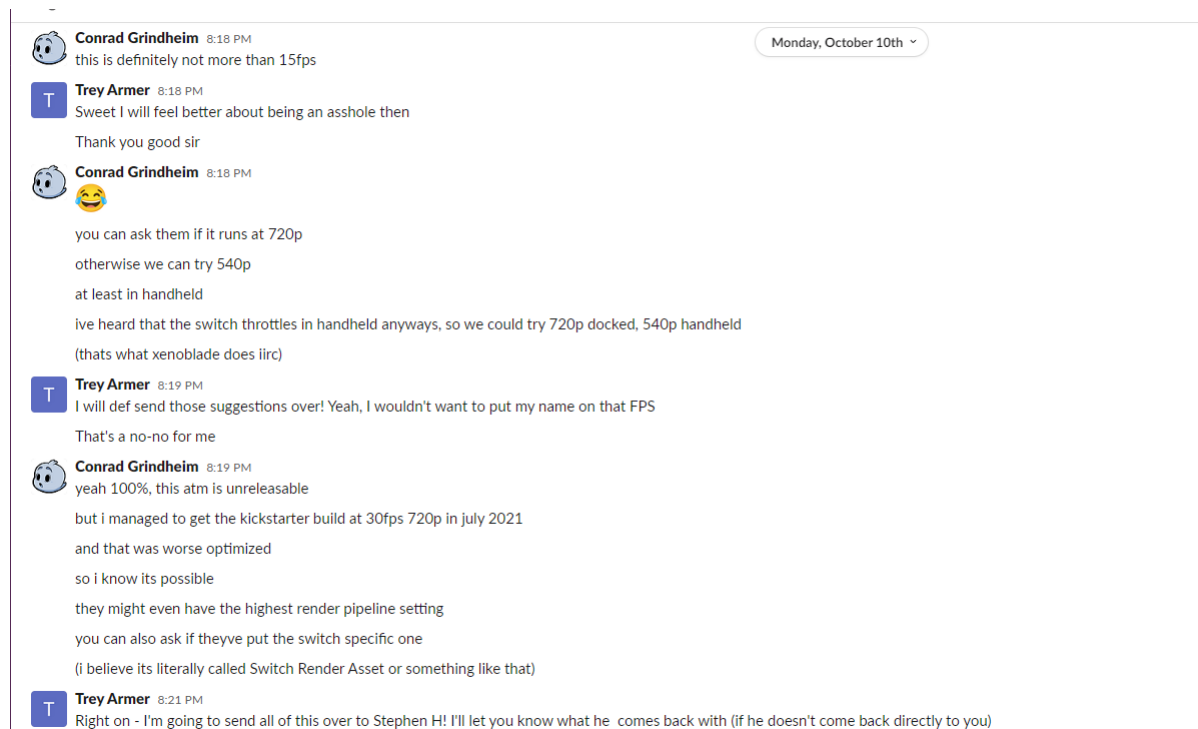 Conrad Grindheim 8:18 PM
Monday, October 10th
this is definitely not more than 15fps
T
Trey Armer 8:18 PM
Sweet I will feel better about being an asshole then
Thank you good sir
Conrad Grindheim 8:18 PM
😂
you can ask them if it runs at 720p
otherwise we can try 540p
at least in handheld
ive heard that the switch throttles in handheld anyways, so we could try 720p docked, 540p handheld
(thats what xenoblade does iirc)
T
Trey Armer 8:19 PM
I will def send those suggestions over! Yeah, I wouldn't want to put my name on that FPS
That's a no-no for me
Conrad Grindheim 8:19 PM
yeah 100%, this atm is unreleasable
but i managed to get the kickstarter build at 30fps 720p in july 2021
and that was worse optimized
so i know its possible
they might even have the highest render pipeline setting
you can also ask if theyve put the switch specific one
(i believe its literally called Switch Render Asset or something like that)
T
Trey Armer 8:21 PM
Right on - I'm going to send all of this over to Stephen H! I'll let you know what he  comes back with (if he doesn't come back directly to you)